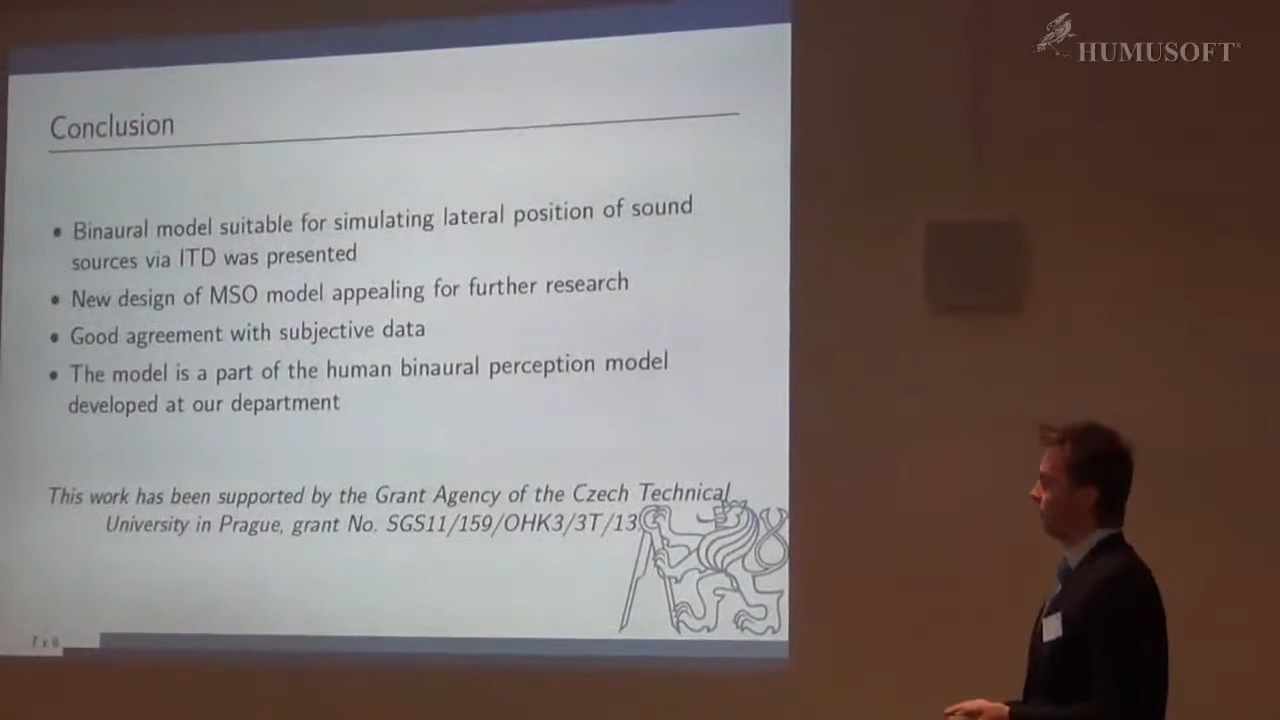 HUMUSOFT®
Conclusion
• Binaural model suitable for simulating lateral position of sound
sources via ITD was presented
• New design of MSO model appealing for further research
• Good agreement with subjective data
• The model is a part of the human binaural perception model
developed at our department
This work has been supported by the Grant Agency of the Czech Technical
University in Prague, grant No. SGS11/159/OHK3/3T/13